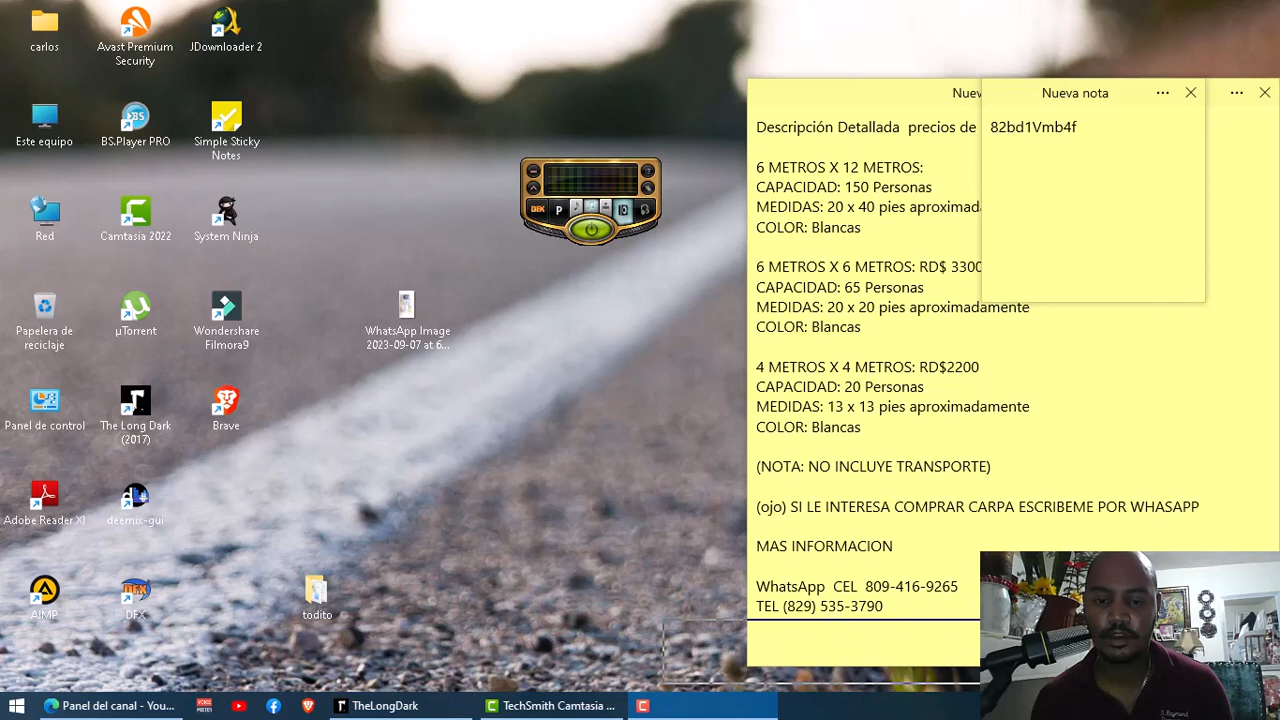 carlos
Avast Premium
Security
JDownloader 2
Este equipo
BS.Player PRO
Simple Sticky
Notes
Red
Camtasia 2022
System Ninja
Papelera de
reciclaje
µTorrent
Wondershare
Filmora9
WhatsApp Image
2023-09-07 at 6...
Panel de control
The Long Dark
(2017)
Brave
Adobe Reader XI
deemix-gui
AIMP
DFX
todito
Nueva nota
82bd1Vmb4f
Descripción Detallada precios de
6 METROS X 12 METROS:
CAPACIDAD: 150 Personas
MEDIDAS: 20 x 40 pies aproximada
COLOR: Blancas
6 METROS X 6 METROS: RD$ 3300
CAPACIDAD: 65 Personas
MEDIDAS: 20 x 20 pies aproximadamente
COLOR: Blancas
4 METROS X 4 METROS: RD$2200
CAPACIDAD: 20 Personas
MEDIDAS: 13 x 13 pies aproximadamente
COLOR: Blancas
(NOTA: NO INCLUYE TRANSPORTE)
(ojo) SI LE INTERESA COMPRAR CARPA ESCRIBEME POR WHASAPP
MAS INFORMACION
WhatsApp CEL 809-416-9265
TEL (829) 535-3790
Panel del canal - You...
TheLongDark
TechSmith Camtasia ...